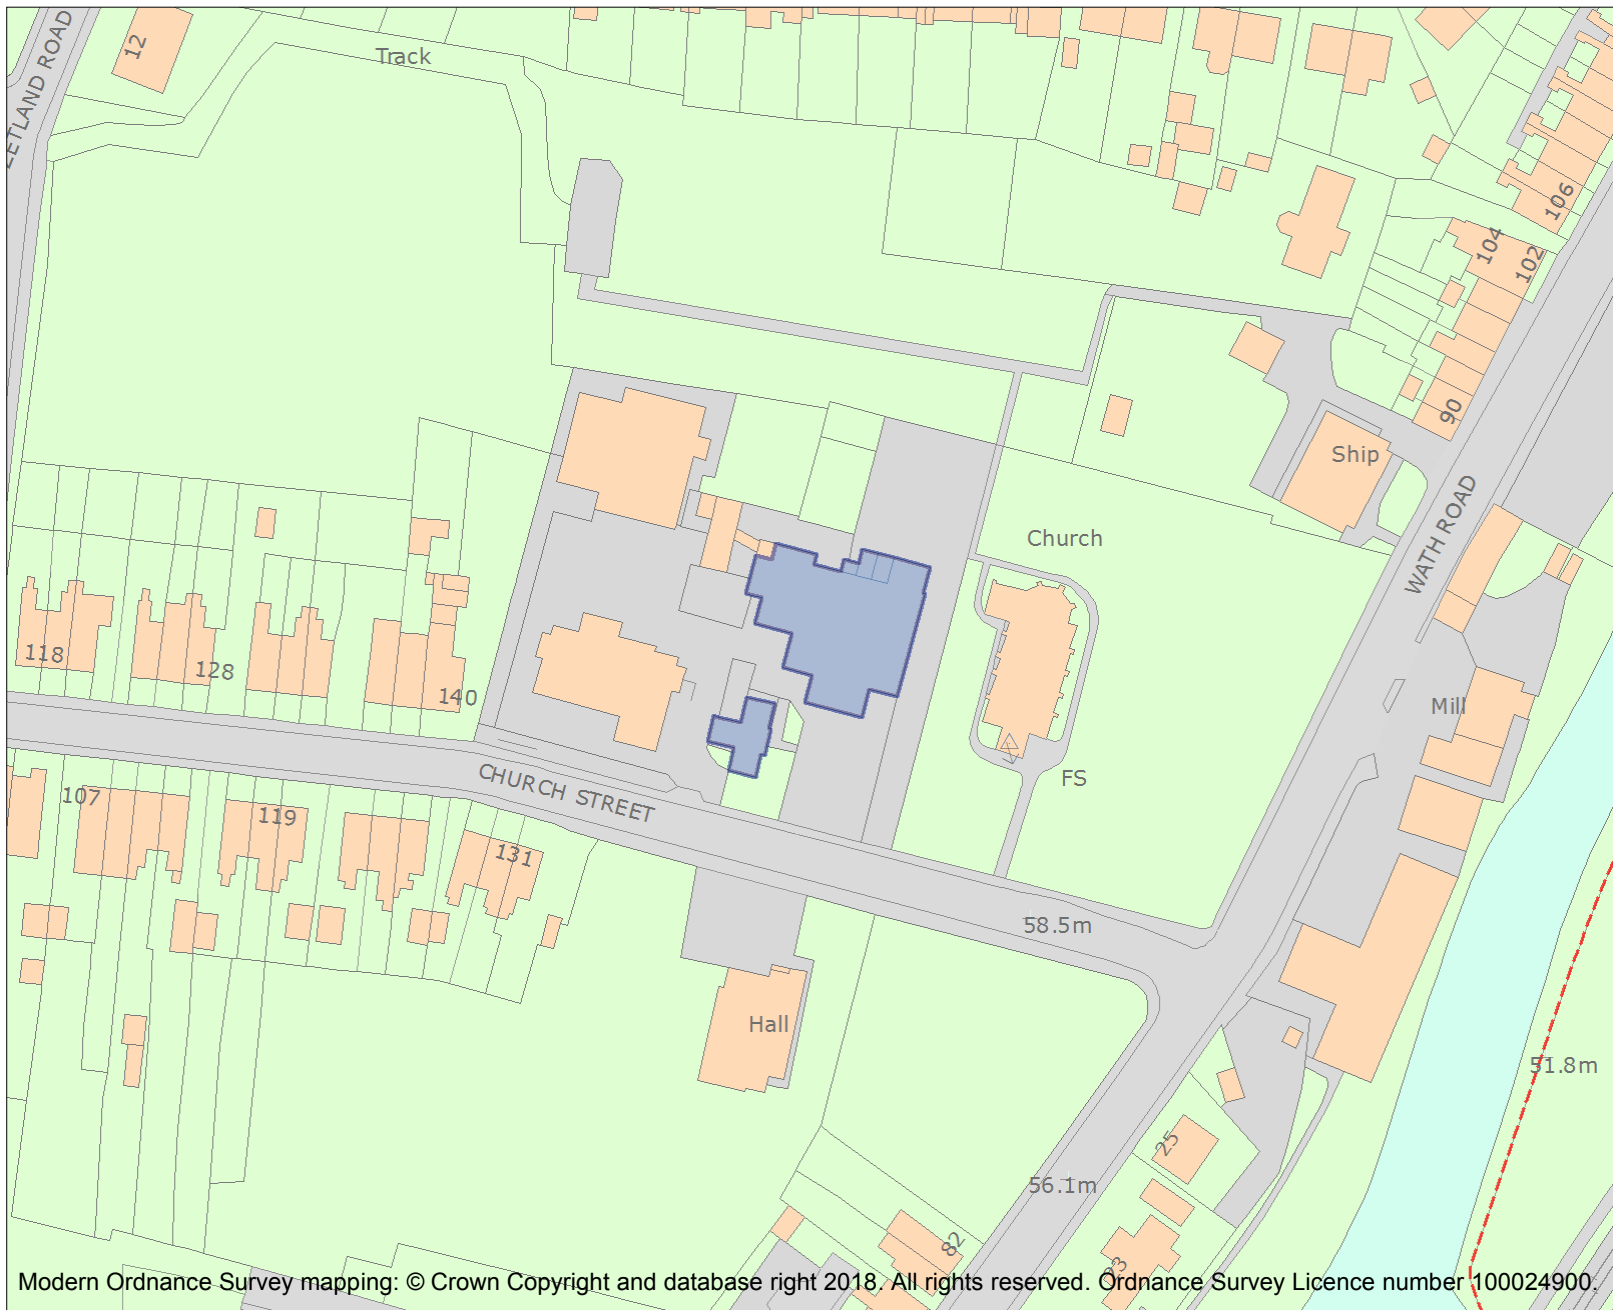 12
Track
ZETLAND ROAD
106
104
102
90
Ship
WATH ROAD
Church
118
128
140
Mill
CHURCH STREET
FS
107
119
131
58.5m
Hall
51.8m
25
56.1m
82
Modern Ordnance Survey mapping: © Crown Copyright and database right 2018. All rights reserved. Ordnance Survey Licence number 100024900.